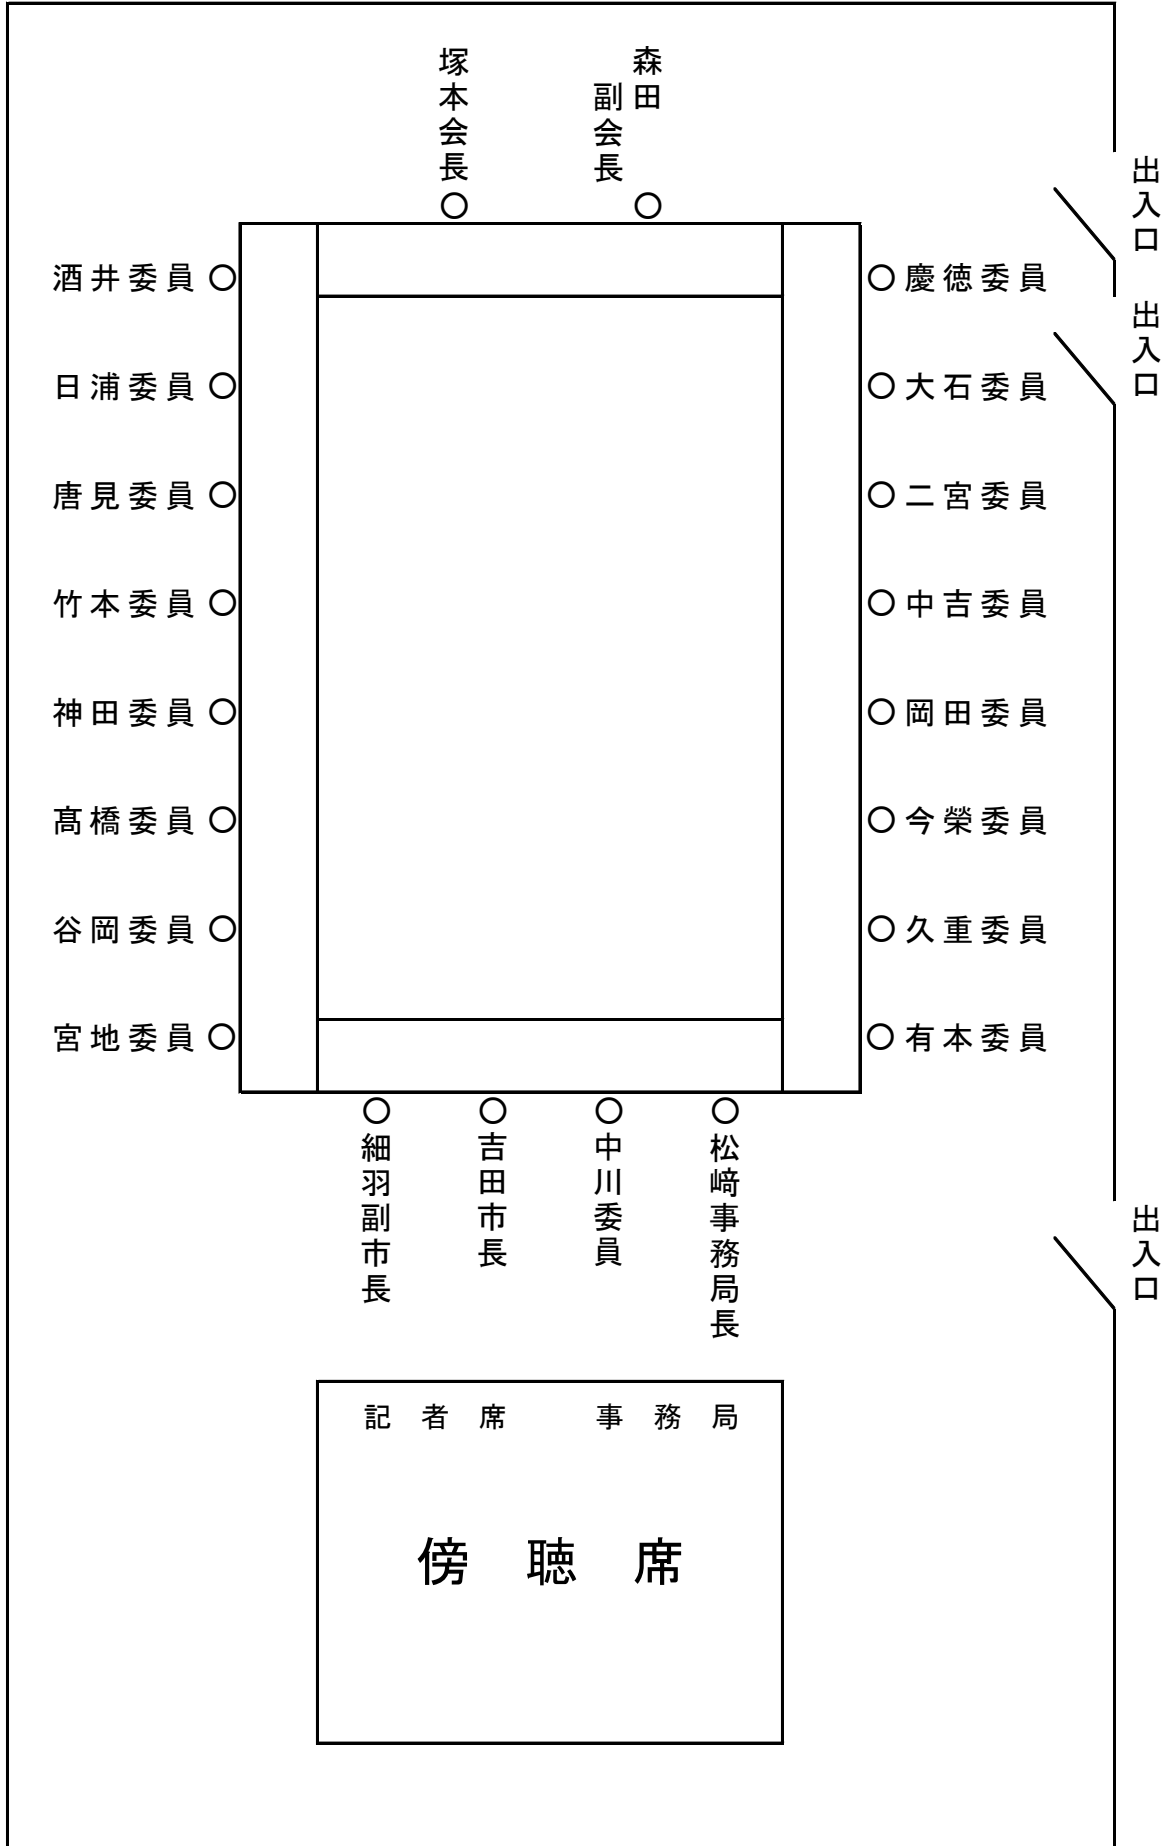 塚本会長
森田
副会長
出入口
酒井委員
慶徳委員
出入口
日浦委員
大石委員
唐見委員
二宮委員
竹本委員
中吉委員
神田委員
岡田委員
髙橋委員
今榮委員
谷岡委員
久重委員
宮地委員
有本委員
細羽副市長
吉田市長
中川委員
松﨑事務局長
出入口
記者席
事務局
傍聴席